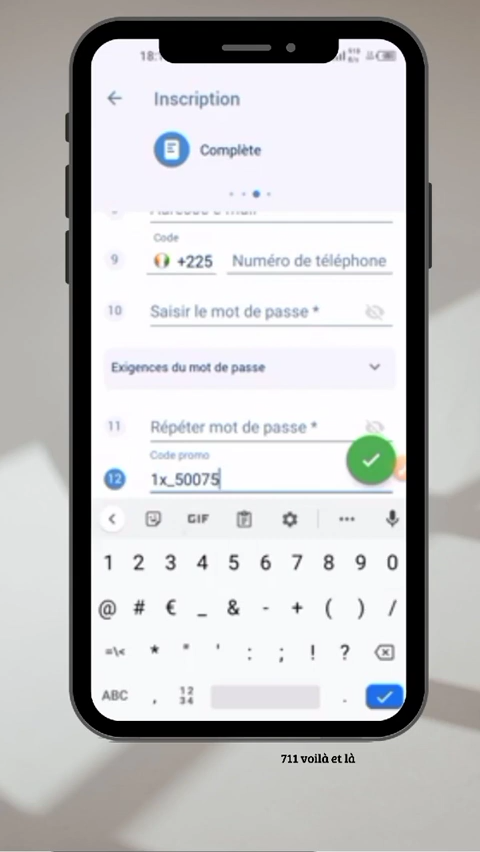 Inscription
Complète
Adresse e-mail
Code
9 +225 Numéro de téléphone
10 Saisir le mot de passe *
Exigences du mot de passe
11 Répéter mot de passe *
Code promo
12 1x_50075
GIF
1 2 3 4 5 6 7 8 9 0
@ # € _ & - + ( ) /
=\< * " ' : ; ! ?
ABC , 12 34 .
711 voilà et là